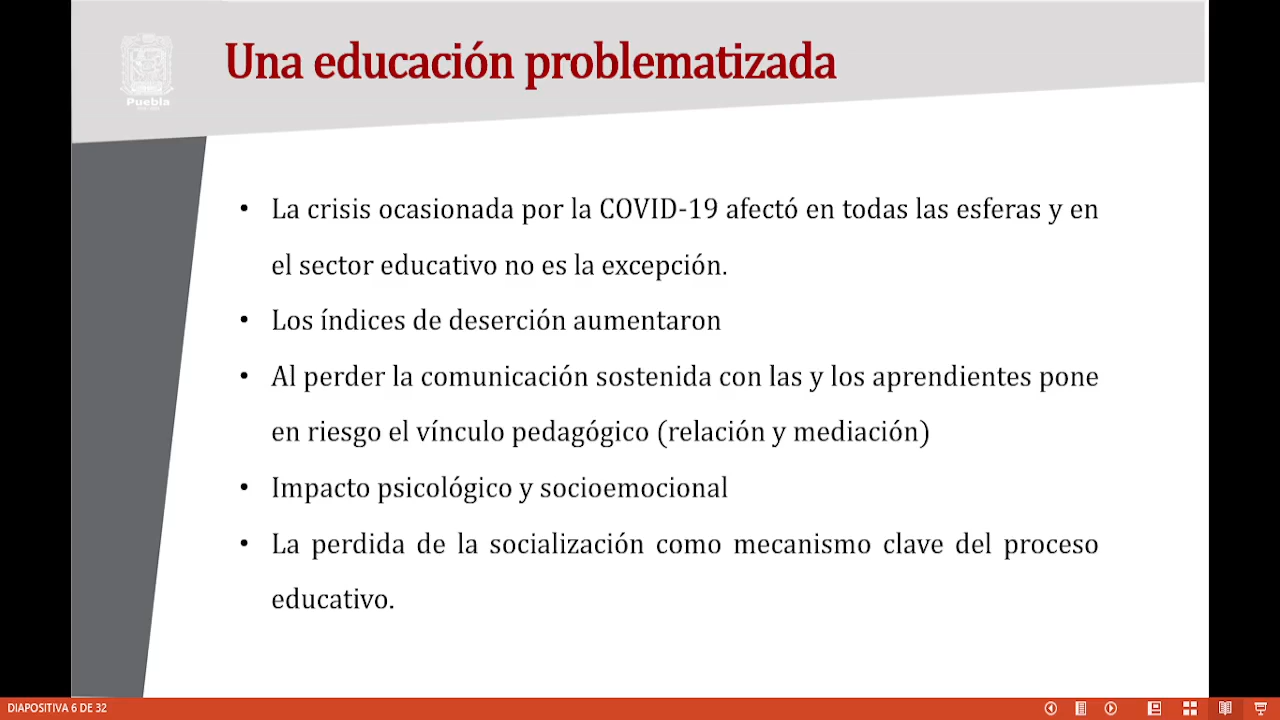 Una educación problematizada
Puebla
• La crisis ocasionada por la COVID-19 afectó en todas las esferas y en
el sector educativo no es la excepción.
• Los índices de deserción aumentaron
• Al perder la comunicación sostenida con las y los aprendientes pone
en riesgo el vínculo pedagógico (relación y mediación)
• Impacto psicológico y socioemocional
• La perdida de la socialización como mecanismo clave del proceso
educativo.
DIAPOSITIVA 6 DE 32